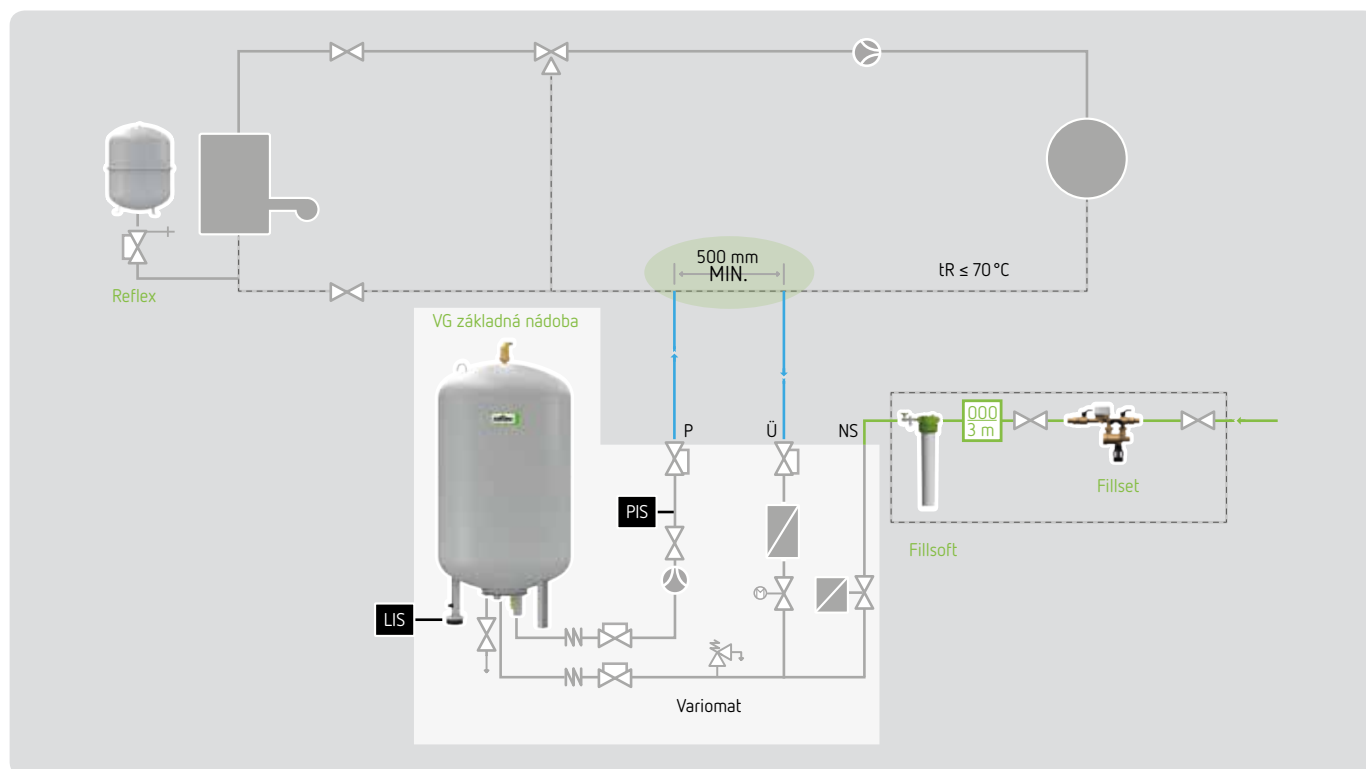 500 mm
MIN.
tR ≤ 70 °C
Reflex
VG základná nádoba
P
Ü
NS
000
3 m
Fillset
PIS
Fillsoft
LIS
M
Variomat